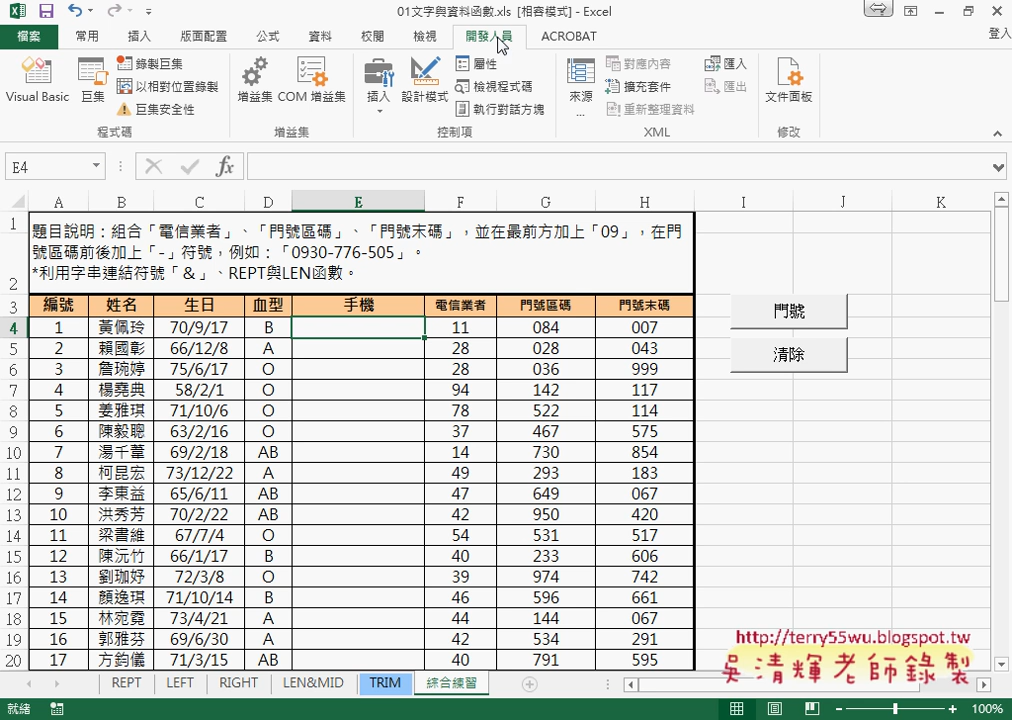 01文字與資料函數.xls [相容模式] - Excel
檔案 常用 插入 版面配置 公式 資料 校閱 檢視 開發人員 ACROBAT 登入
Visual Basic 巨集 錄製巨集 以相對位置錄製 巨集安全性 程式碼
增益集 COM 增益集 增益集
插入 設計模式 屬性 檢視程式碼 執行對話方塊 控制項
來源 對應內容 擴充套件 重新整理資料 匯入 匯出 XML
文件面板 修改
E4 fx
A B C D E F G H I J K
1 題目說明：組合「電信業者」、「門號區碼」、「門號末碼」，並在最前方加上「09」，在門
2 號區碼前後加上「-」符號，例如：「0930-776-505」。
*利用字串連結符號「&」、REPT與LEN函數。
3 編號 姓名 生日 血型 手機 電信業者 門號區碼 門號末碼
4 1 黃佩玲 70/9/17 B 11 084 007
5 2 賴國彰 66/12/8 A 28 028 043
6 3 詹琬婷 75/6/17 O 28 036 999
7 4 楊堯典 58/2/1 O 94 142 117
8 5 姜雅琪 71/10/6 O 78 522 114
9 6 陳毅聰 63/2/16 O 37 467 575
10 7 湯千葦 69/2/18 AB 14 730 854
11 8 柯昆宏 73/12/22 A 49 293 183
12 9 李東益 65/6/11 AB 47 649 067
13 10 洪秀芳 70/2/22 AB 42 950 420
14 11 梁書維 67/7/4 O 54 531 517
15 12 陳沅竹 66/1/17 B 40 233 606
16 13 劉珈妤 72/3/8 O 39 974 742
17 14 顏逸琪 71/10/14 B 46 596 661
18 15 林宛霓 73/4/21 A 44 144 067
19 16 郭雅芬 69/6/30 A 42 534 291
20 17 方鈞儀 71/3/15 AB 40 791 595
門號
清除
http://terry55wu.blogspot.tw
吳清輝老師錄製
REPT LEFT RIGHT LEN&MID TRIM 綜合練習
就緒 100%